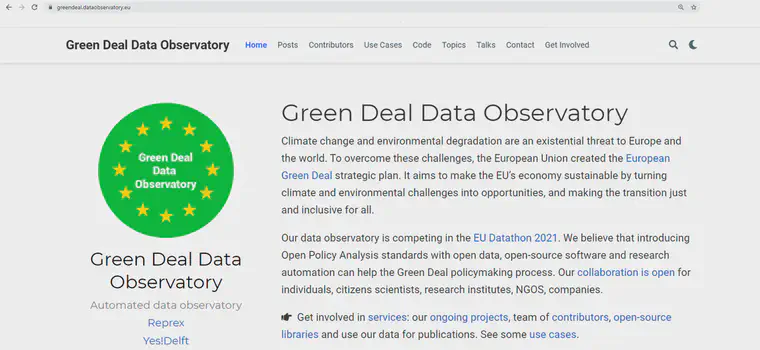 greendeal.dataobservatory.eu
Green Deal Data Observatory
Home Posts Contributors Use Cases Code Topics Talks Contact Get Involved
Green Deal
Data
Observatory
Green Deal Data
Observatory
Automated data observatory
Reprex
Yes!Delft
Green Deal Data Observatory
Climate change and environmental degradation are an existential threat to Europe and
the world. To overcome these challenges, the European Union created the European
Green Deal strategic plan. It aims to make the EU's economy sustainable by turning
climate and environmental challenges into opportunities, and making the transition just
and inclusive for all.
Our data observatory is competing in the EU Datathon 2021. We believe that introducing
Open Policy Analysis standards with open data, open-source software and research
automation can help the Green Deal policymaking process. Our collaboration is open for
individuals, citizens scientists, research institutes, NGOS, companies.
Get involved in services: our ongoing projects, team of contributors, open-source
libraries and use our data for publications. See some use cases.